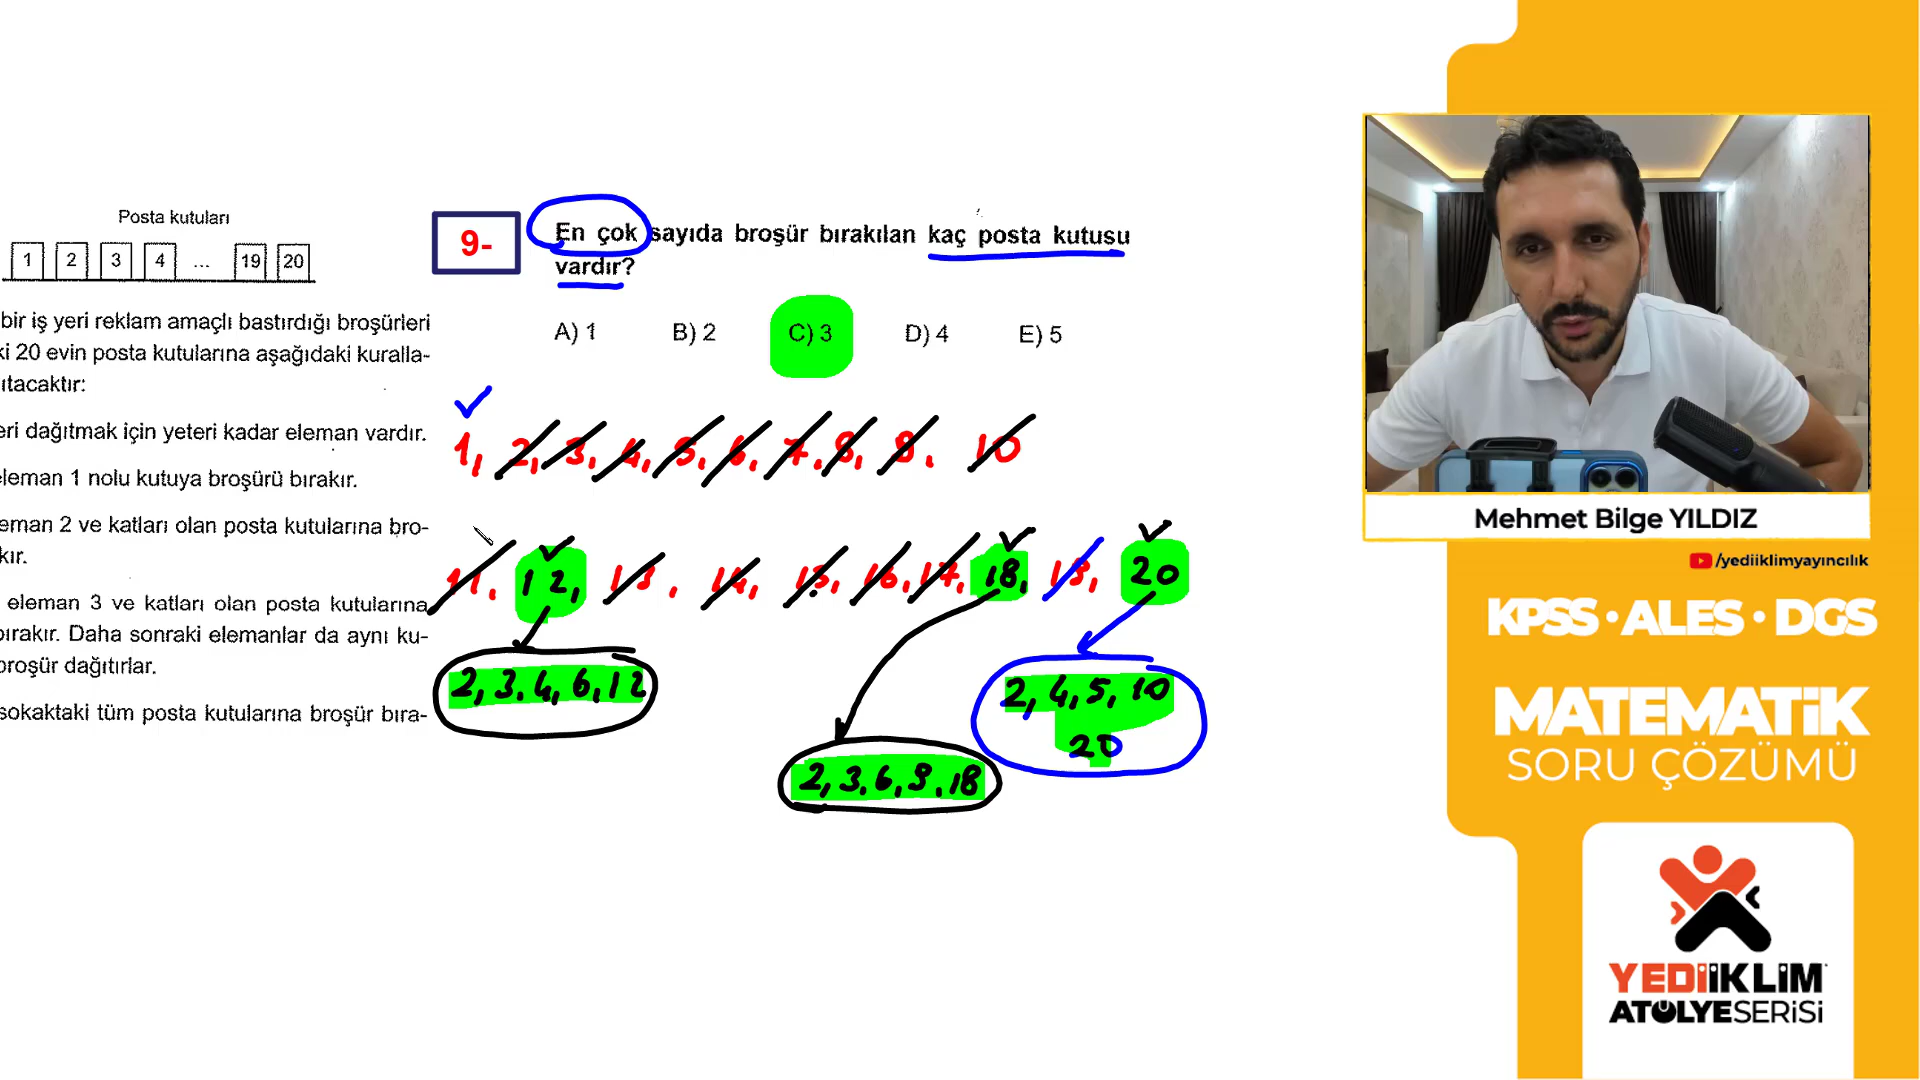 Posta kutuları
1 2 3 4 ... 19 20
bir iş yeri reklam amaçlı bastırdığı broşürleri
ki 20 evin posta kutularına aşağıdaki kuralla-
ıtacaktır:
eri dağıtmak için yeteri kadar eleman vardır.
eleman 1 nolu kutuya broşürü bırakır.
eman 2 ve katları olan posta kutularına bro-
kır.
eleman 3 ve katları olan posta kutularına
bırakır. Daha sonraki elemanlar da aynı ku-
broşür dağıtırlar.
sokaktaki tüm posta kutularına broşür bıra-
9-
En çok sayıda broşür bırakılan kaç posta kutusu
vardır?
A) 1 B) 2 C) 3 D) 4 E) 5
1, 2, 3, 4, 5, 6, 7, 8, 9, 10
11, 12, 13, 14, 15, 16, 17, 18, 19, 20
2, 3, 4, 6, 12
2, 3, 6, 9, 18
2, 4, 5, 10
20
Mehmet Bilge YILDIZ
/yediiklimyayıncılık
KPSS • ALES • DGS
MATEMATİK
SORU ÇÖZÜMÜ
YEDİİKLİM
ATÖLYESERİSİ